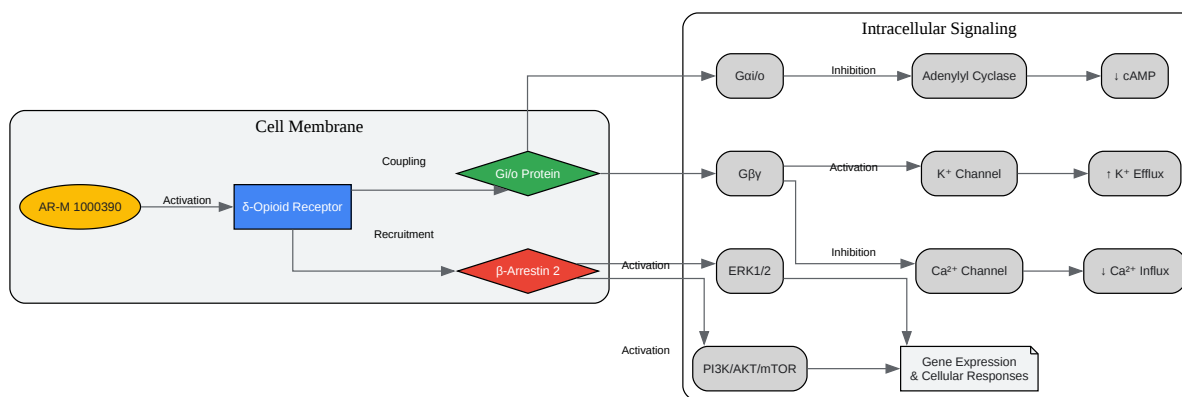 Intracellular Signaling
Gαi/o
Inhibition
Adenylyl Cyclase
↓ cAMP
Cell Membrane
Coupling
Gi/o Protein
Gβγ
Activation
K⁺ Channel
↑ K⁺ Efflux
AR-M 1000390
Activation
δ-Opioid Receptor
Recruitment
β-Arrestin 2
Activation
ERK1/2
Inhibition
Ca²⁺ Channel
↓ Ca²⁺ Influx
Activation
PI3K/AKT/mTOR
Gene Expression
& Cellular Responses